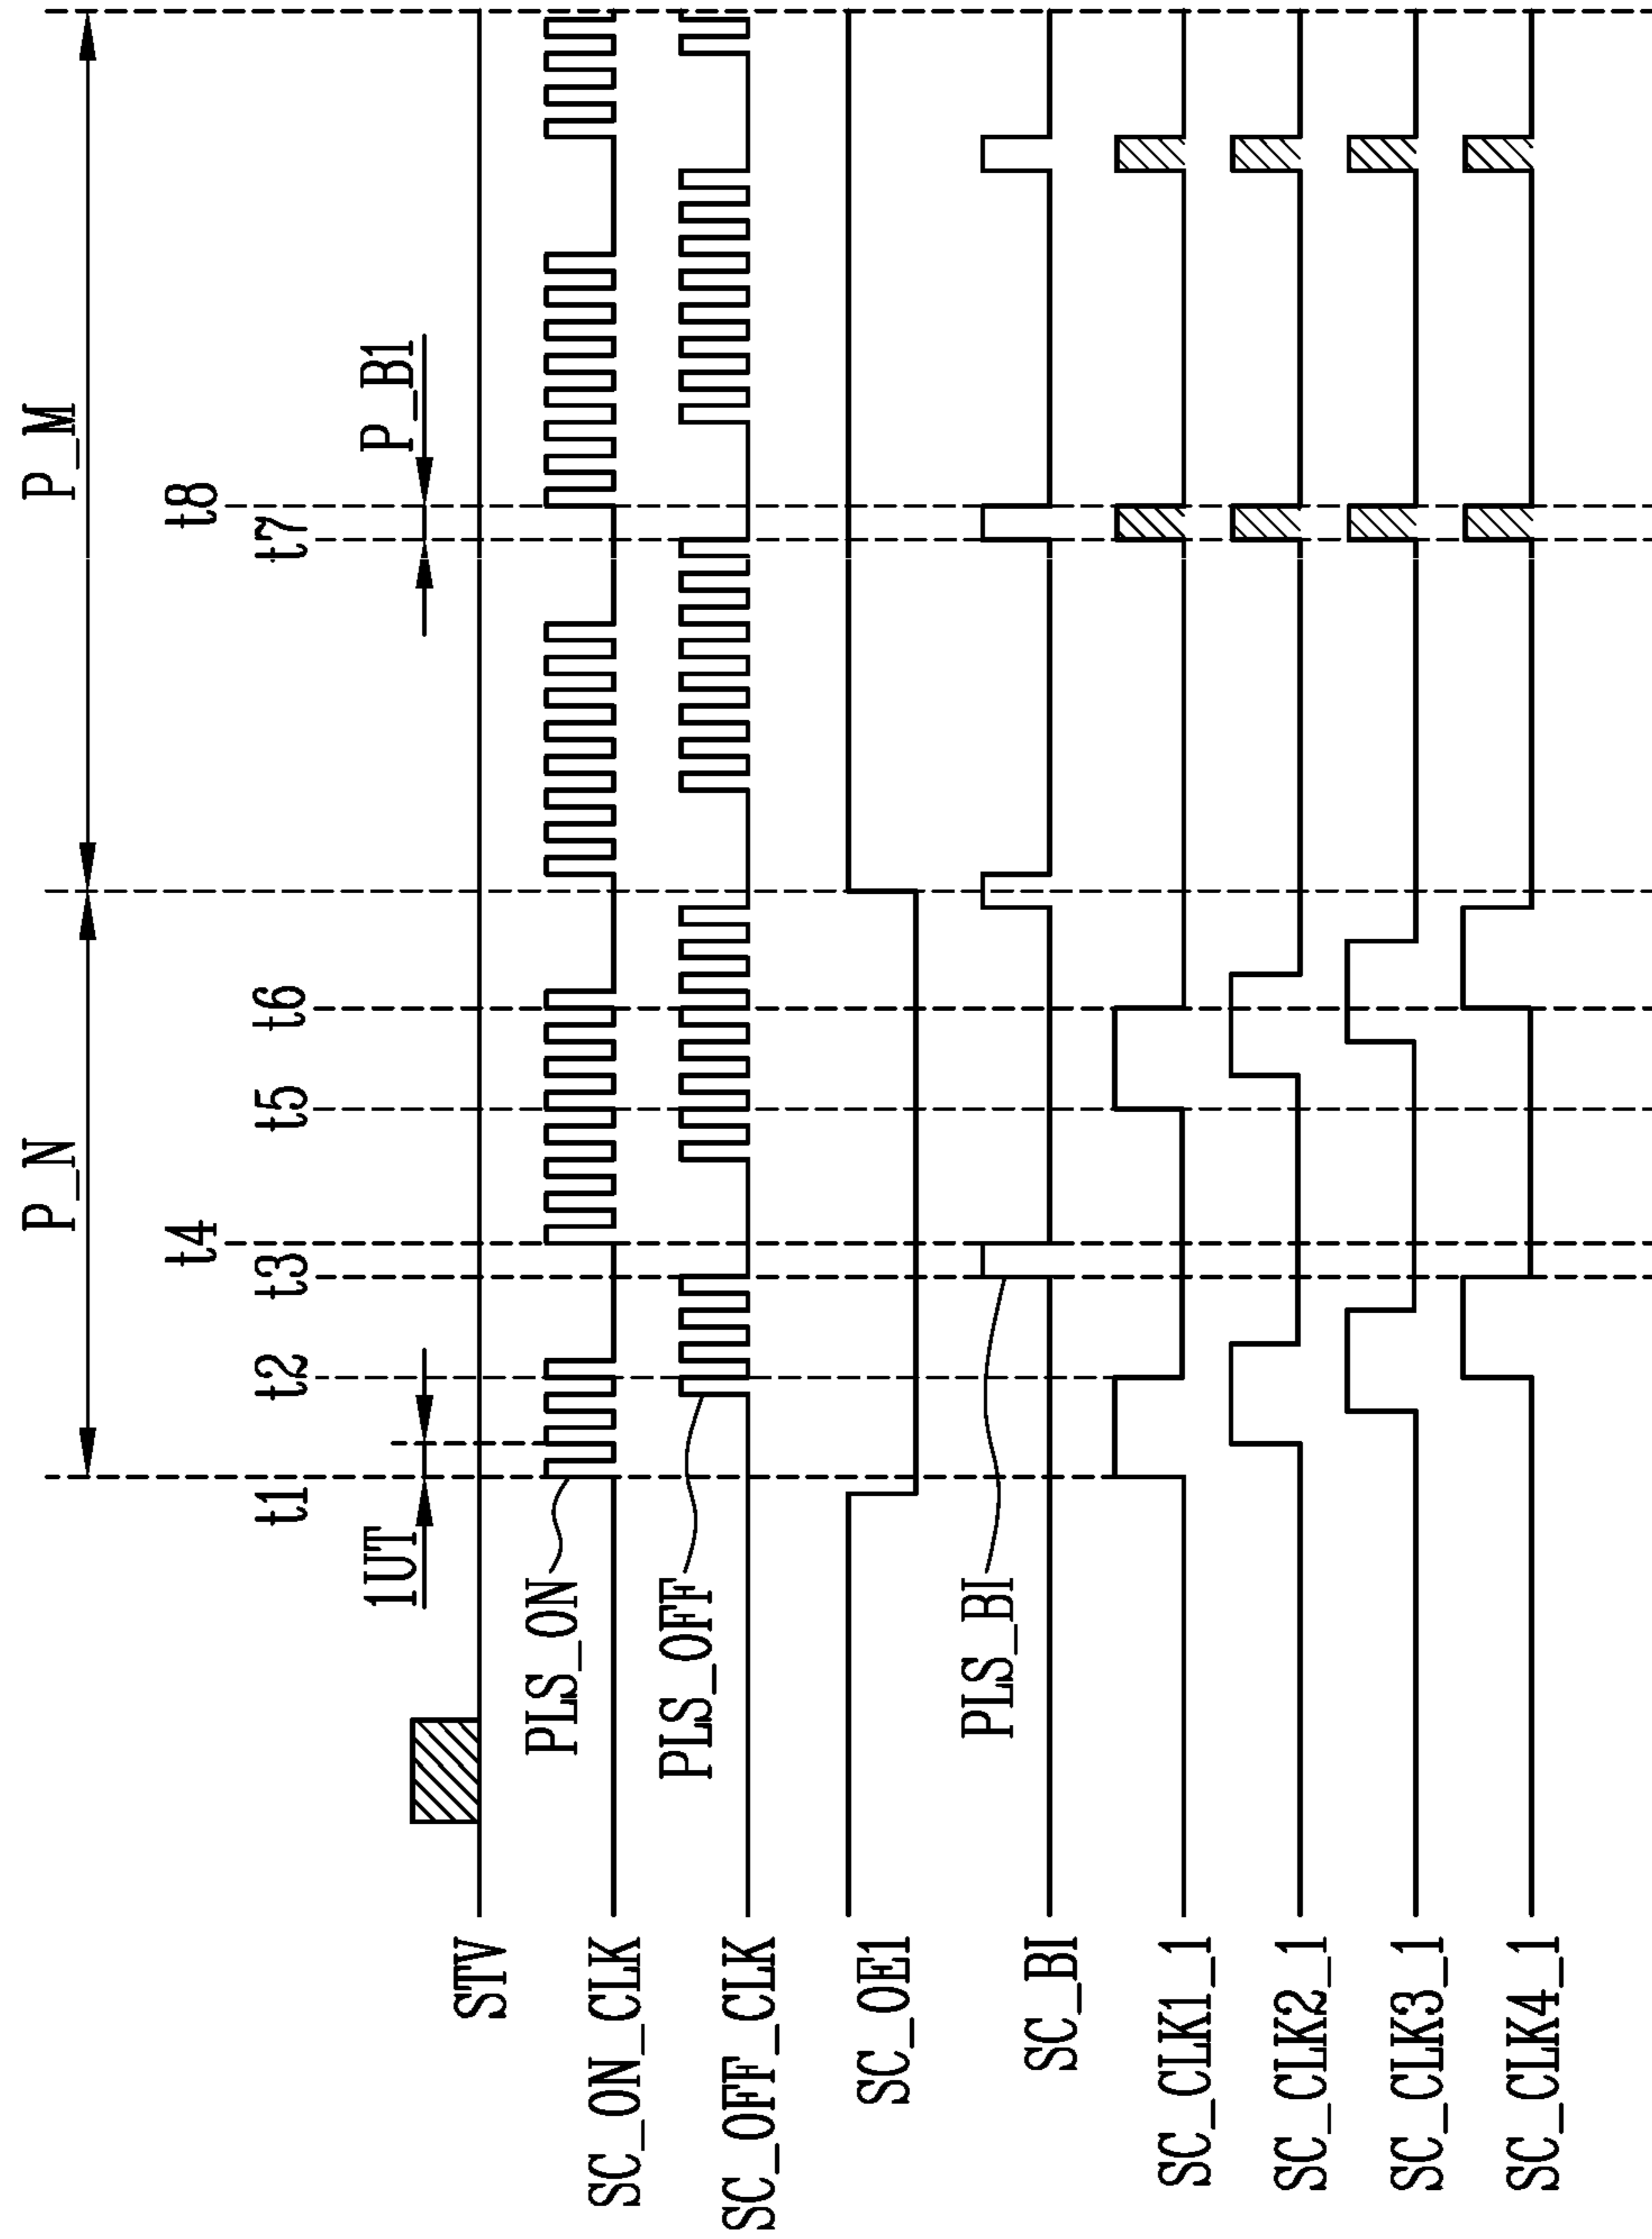 P_N
P_M
t4
t8
t1
t2
t3
t5
t6
t7
1UT
P_B1
STV
SC_ON_CLK
PLS_ON
SC_OFF_CLK
PLS_OFF
SC_OE1
SC_BI
PLS_BI
SC_CLK1_1
SC_CLK2_1
SC_CLK3_1
SC_CLK4_1